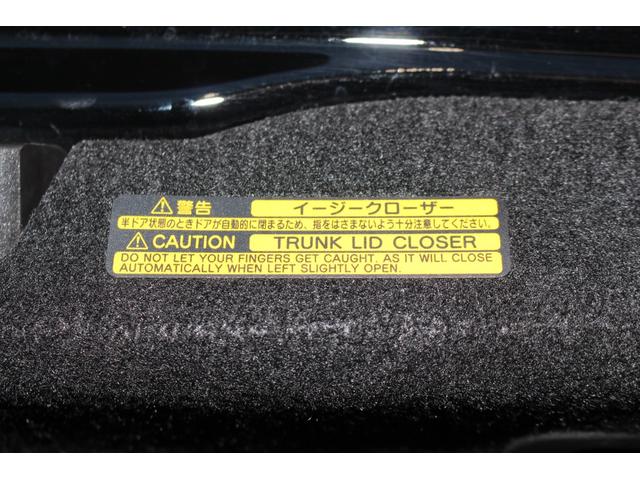 ⚠警告 イージークローザー
半ドア状態のときドアが自動的に閉まるため、指をはさまないよう十分注意してください。
⚠CAUTION TRUNK LID CLOSER
DO NOT LET YOUR FINGERS GET CAUGHT. AS IT WILL CLOSE
AUTOMATICALLY WHEN LEFT SLIGHTLY OPEN.